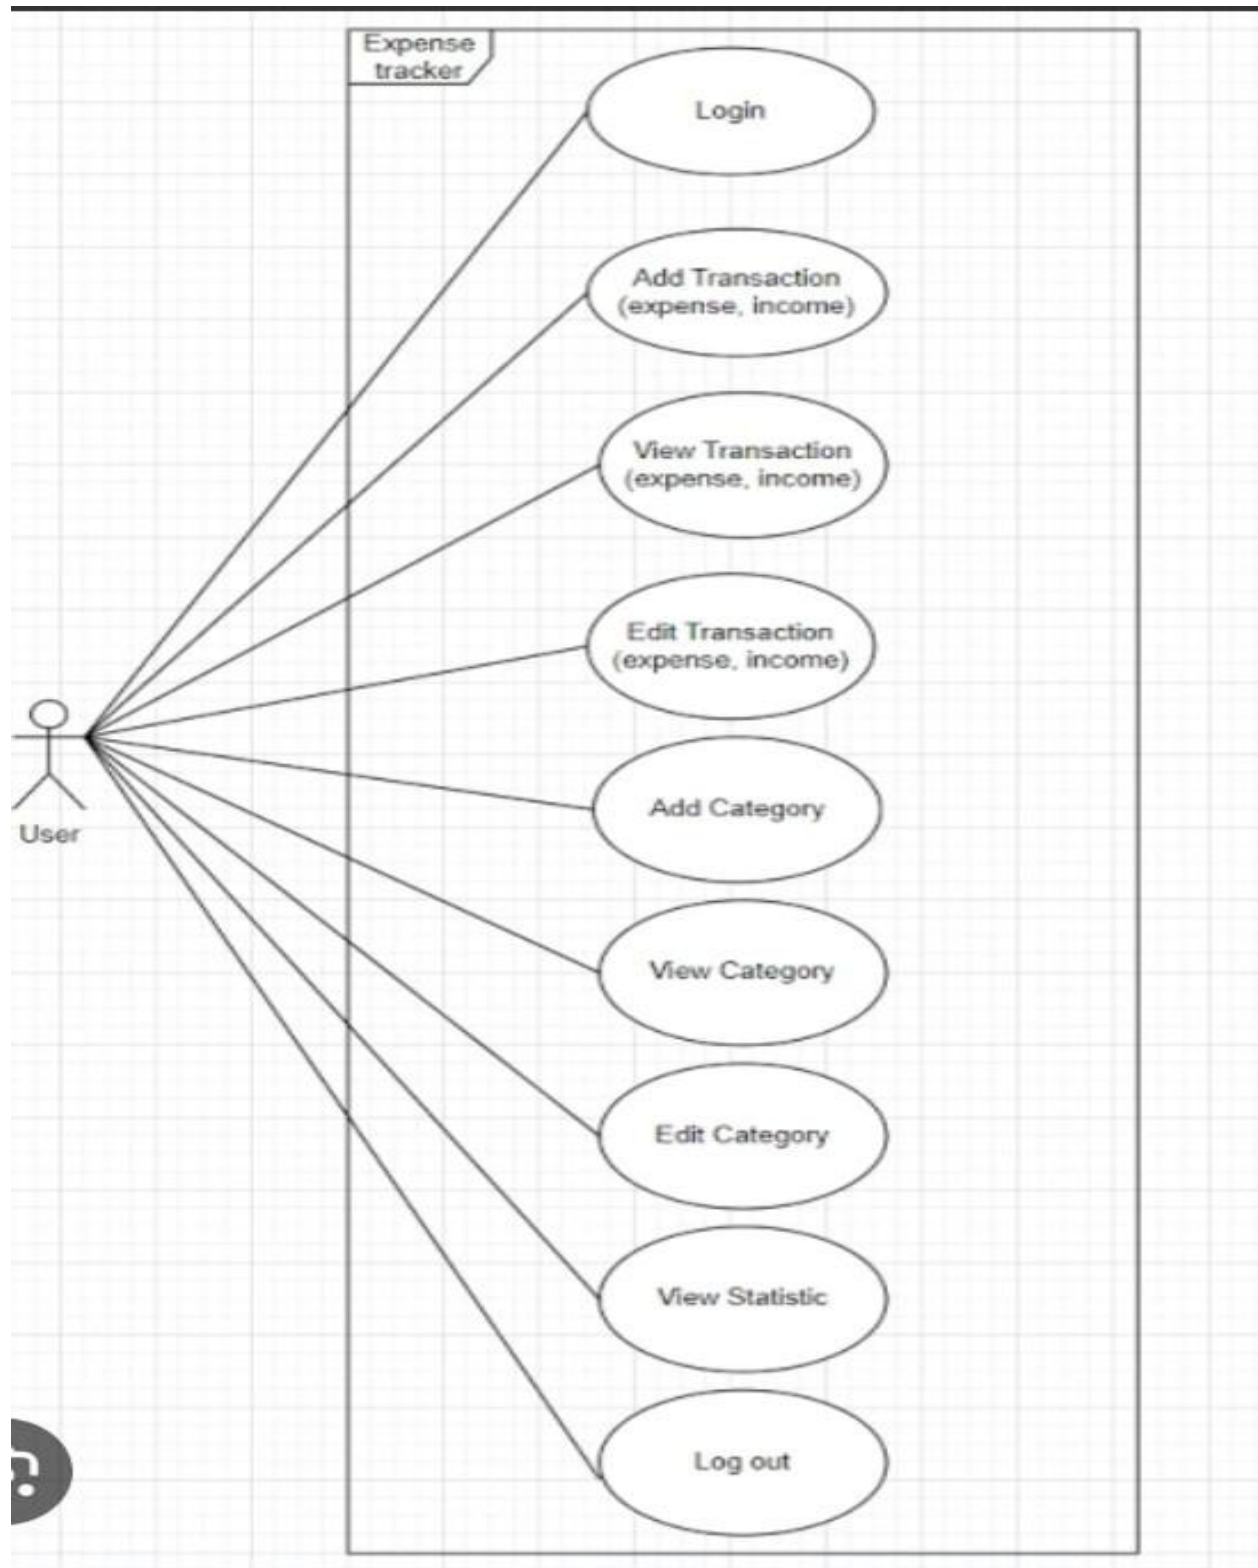 Expense
tracker
Login
Add Transaction
(expense, income)
View Transaction
(expense, income)
Edit Transaction
(expense, income)
Add Category
User
View Category
Edit Category
View Statistic
Log out